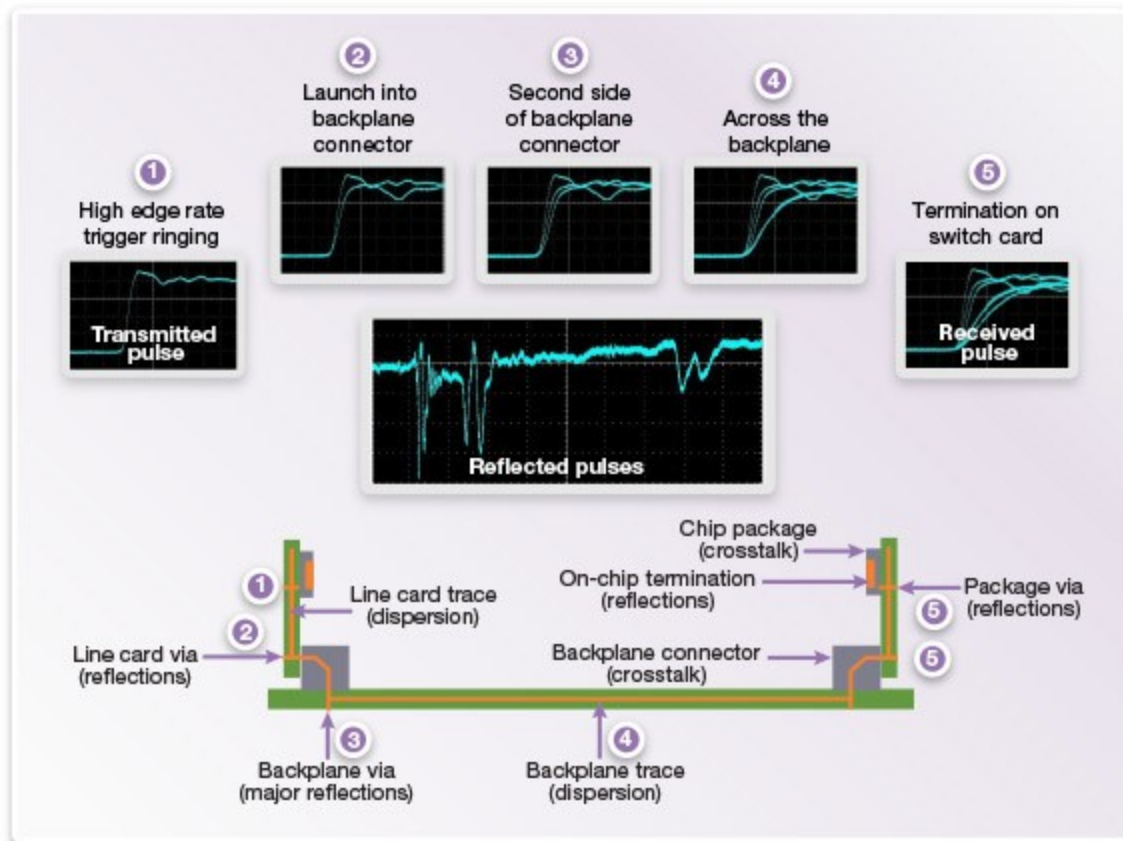 1
High edge rate
trigger ringing
Transmitted
pulse
2
Launch into
backplane
connector
3
Second side
of backplane
connector
4
Across the
backplane
5
Termination on
switch card
Received
pulse
Reflected pulses
1
2
Line card trace
(dispersion)
Line card via
(reflections)
3
Backplane via
(major reflections)
4
Backplane trace
(dispersion)
Chip package
(crosstalk)
On-chip termination
(reflections)
Backplane connector
(crosstalk)
Package via
(reflections)
5
5